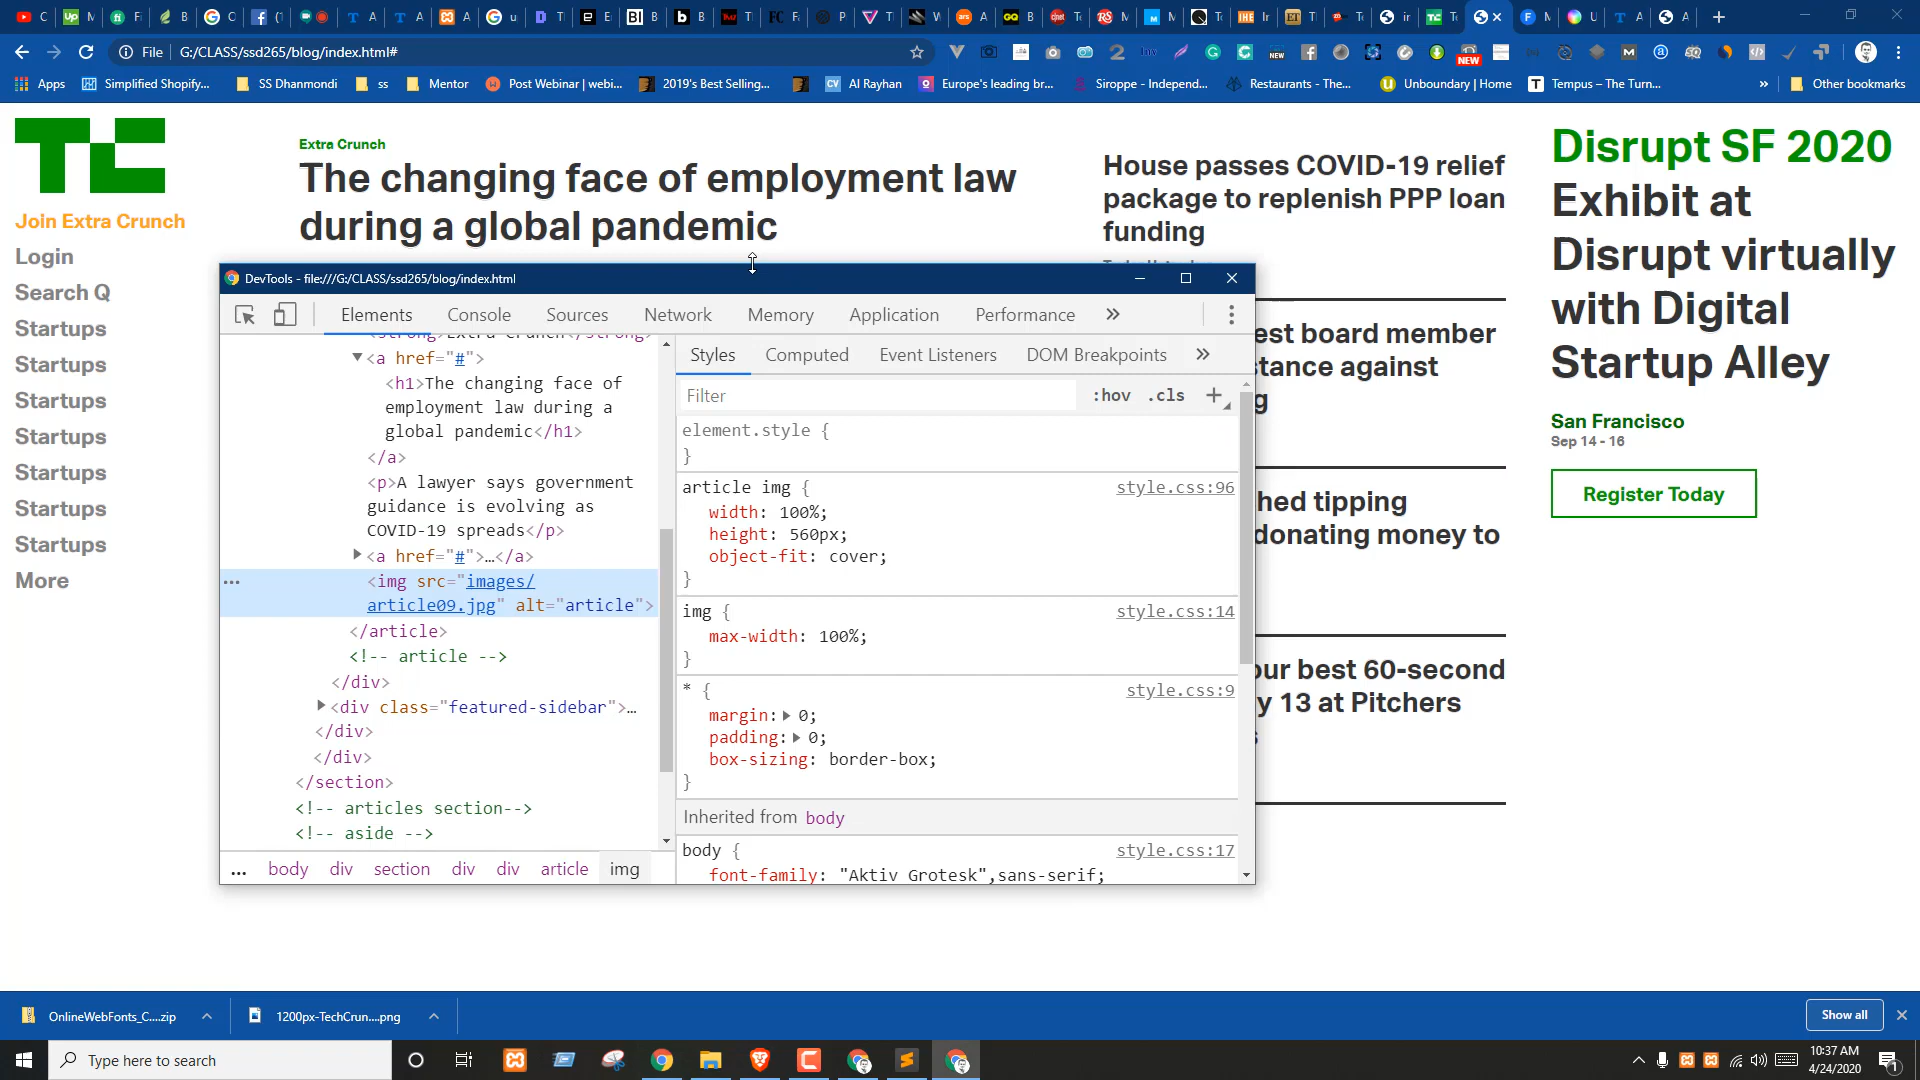 File
G:/CLASS/ssd265/blog/index.html#
Apps
Simplified Shopify...
SS Dhanmondi
ss
Mentor
Post Webinar | webi...
2019's Best Selling...
Al Rayhan
Europe's leading br...
Siroppe - Independ...
Restaurants - The...
Unboundary | Home
Tempus – The Turn...
»
Other bookmarks
TC
Join Extra Crunch
Login
Search Q
Startups
Startups
Startups
Startups
Startups
Startups
Startups
More
Extra Crunch
The changing face of employment law
during a global pandemic
House passes COVID-19 relief
package to replenish PPP loan
funding
est board member
tance against
g
hed tipping
donating money to
our best 60-second
y 13 at Pitchers
Disrupt SF 2020
Exhibit at
Disrupt virtually
with Digital
Startup Alley
San Francisco
Sep 14 - 16
Register Today
DevTools - file:///G:/CLASS/ssd265/blog/index.html
Elements
Console
Sources
Network
Memory
Application
Performance
»
<strong>Extra Crunch</strong>
<a href="#">
<h1>The changing face of
employment law during a
global pandemic</h1>
</a>
<p>A lawyer says government
guidance is evolving as
COVID-19 spreads</p>
<a href="#">…</a>
... <img src="images/
article09.jpg" alt="article">
</article>
<!-- article -->
</div>
<div class="featured-sidebar">…
</div>
</div>
</section>
<!-- articles section-->
<!-- aside -->
... body div section div div article img
Styles
Computed
Event Listeners
DOM Breakpoints
»
Filter
:hov .cls +
element.style {
}
article img { style.css:96
width: 100%;
height: 560px;
object-fit: cover;
}
img { style.css:14
max-width: 100%;
}
* { style.css:9
margin: 0;
padding: 0;
box-sizing: border-box;
}
Inherited from body
body { style.css:17
font-family: "Aktiv Grotesk",sans-serif;
OnlineWebFonts_C....zip
1200px-TechCrun....png
Show all
Type here to search
10:37 AM
4/24/2020